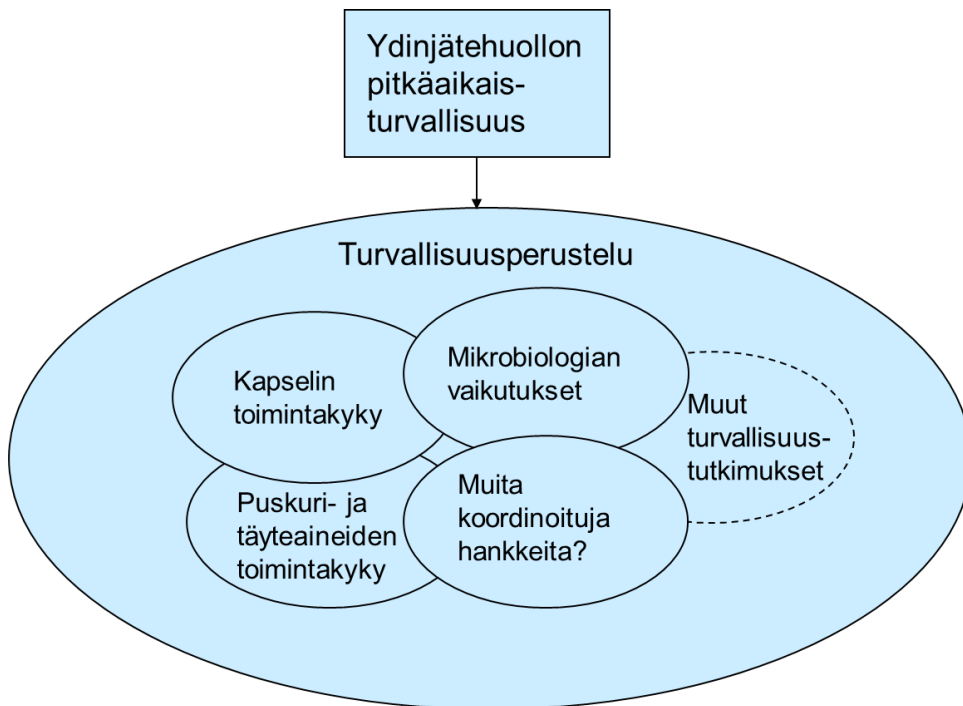 Ydinjätehuollon
pitkäaikais-
turvallisuus
Turvallisuusperustelu
Kapselin
toimintakyky
Mikrobiologian
vaikutukset
Muut
turvallisuus-
tutkimukset
Puskuri- ja
täyteaineiden
toimintakyky
Muita
koordinoituja
hankkeita?